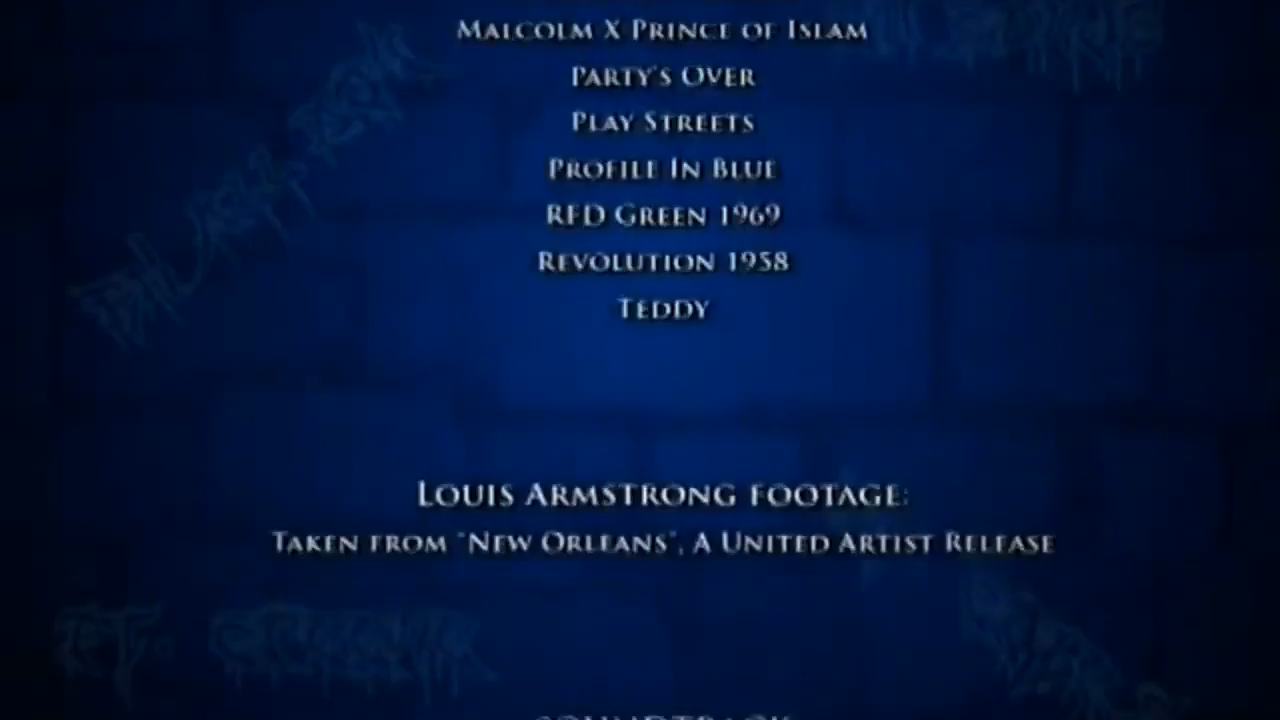 Malcolm X Prince of Islam
Party's Over
Play Streets
Profile In Blue
RFD Green 1969
Revolution 1958
Teddy
Louis Armstrong footage:
Taken from "New Orleans", A United Artist Release
Soundtrack